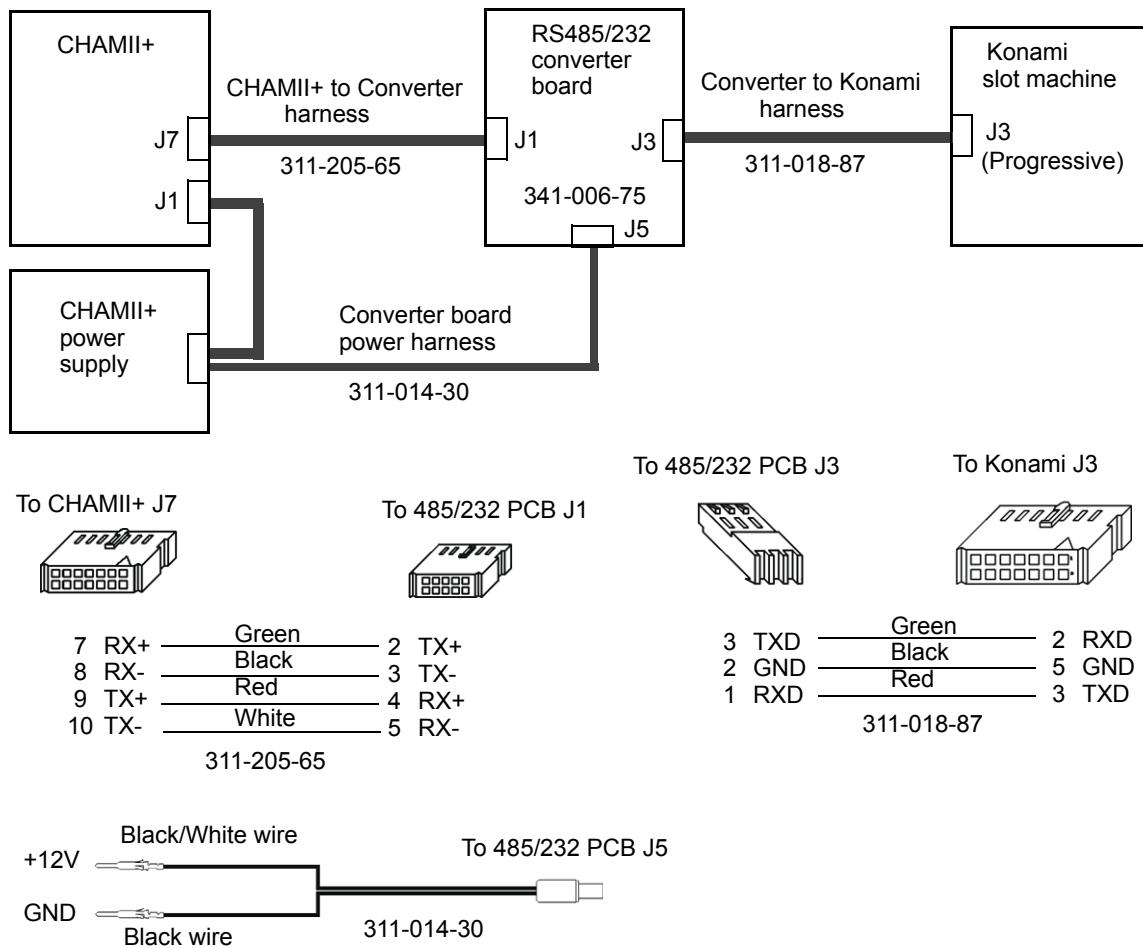 CHAMII+
RS485/232
converter
board
Konami
slot machine
CHAMII+ to Converter
harness
Converter to Konami
harness
J7
J1
J3
J3
(Progressive)
311-205-65
311-018-87
J1
341-006-75
J5
CHAMII+
power
supply
Converter board
power harness
311-014-30
To CHAMII+ J7
To 485/232 PCB J1
To 485/232 PCB J3
To Konami J3
7 RX+ Green 2 TX+
8 RX- Black 3 TX-
9 TX+ Red 4 RX+
10 TX- White 5 RX-
311-205-65
3 TXD Green 2 RXD
2 GND Black 5 GND
1 RXD Red 3 TXD
311-018-87
Black/White wire
+12V
To 485/232 PCB J5
GND
Black wire
311-014-30